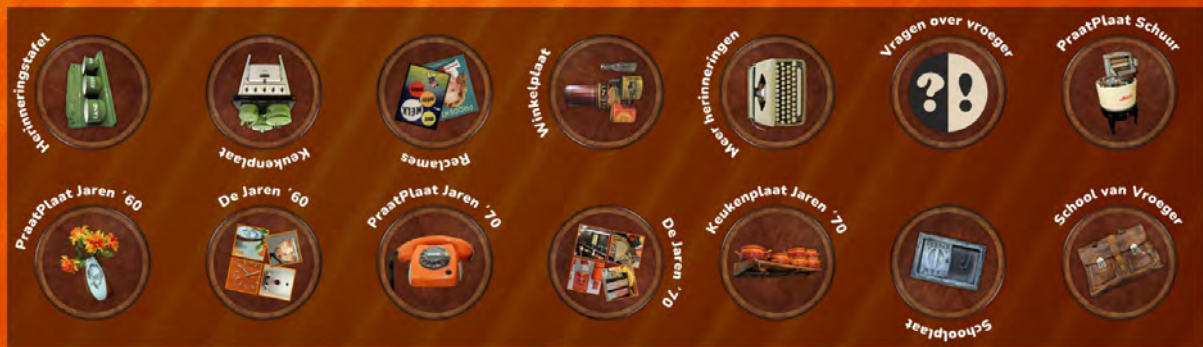 Herinneringstafel
Keukenplaat
Reclames
Winkelplaat
Meer herinneringen
Vragen over vroeger
PraatPlaat Schuur
PraatPlaat Jaren '60
De Jaren '60
PraatPlaat Jaren '70
De Jaren '70
Keukenplaat Jaren '70
Schoolplaat
School van Vroeger
?!
MELK